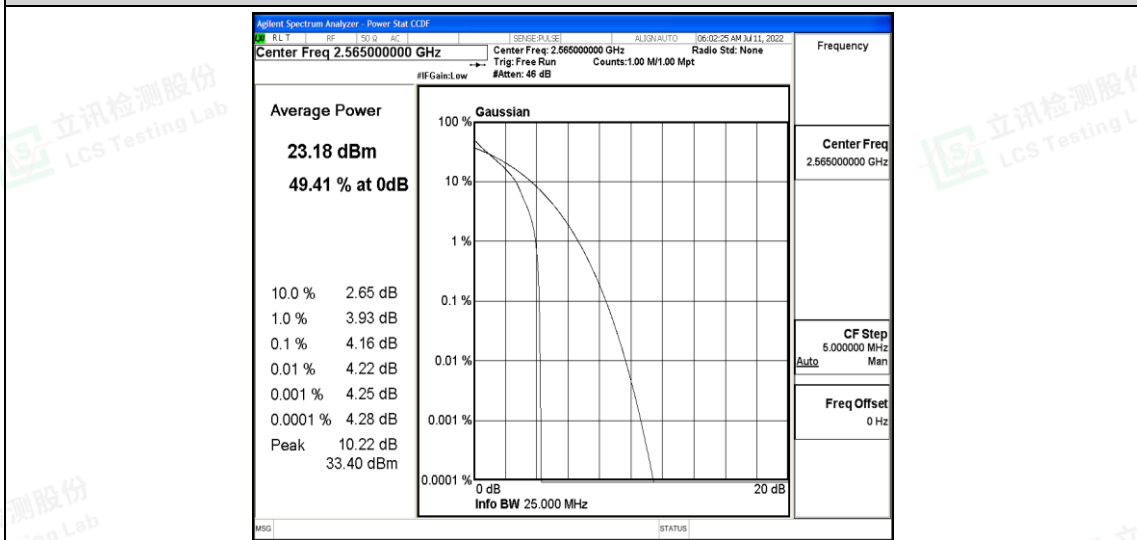 Agilent Spectrum Analyzer - Power Stat CCDF
RLT RF 50 Ω AC SENSE:PULSE ALIGNAUTO 06:02:25 AM Jul 11, 2022
Center Freq 2.565000000 GHz
Center Freq: 2.565000000 GHz Radio Std: None
Trig: Free Run Counts:1.00 M/1.00 Mpt
#IFGain:Low #Atten: 46 dB
Frequency
Average Power
23.18 dBm
49.41 % at 0dB
10.0 % 2.65 dB
1.0 % 3.93 dB
0.1 % 4.16 dB
0.01 % 4.22 dB
0.001 % 4.25 dB
0.0001 % 4.28 dB
Peak 10.22 dB
33.40 dBm
Gaussian
100 %
10 %
1 %
0.1 %
0.01 %
0.001 %
0.0001 %
0 dB 20 dB
Info BW 25.000 MHz
Center Freq
2.565000000 GHz
CF Step
5.000000 MHz
Auto Man
Freq Offset
0 Hz
MSG STATUS
立讯检测股份
LCS Testing Lab
立讯检测股份
LCS Testing L
测股份
ing Lab